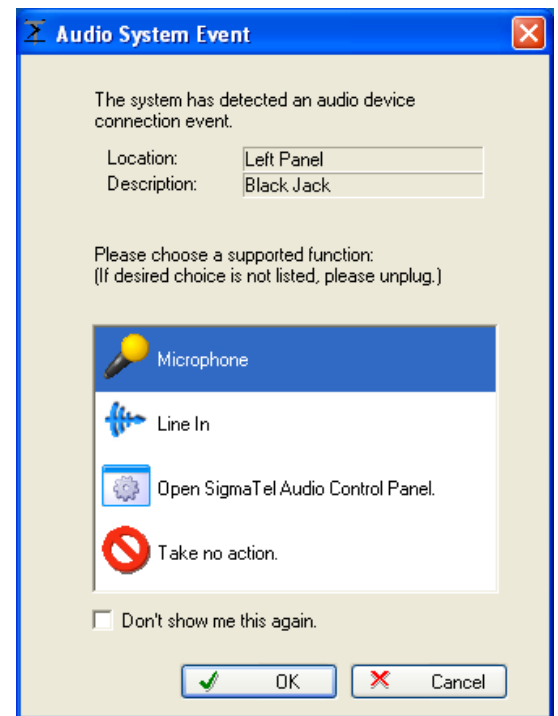 Audio System Event
The system has detected an audio device
connection event.
Location: Left Panel
Description: Black Jack
Please choose a supported function:
(If desired choice is not listed, please unplug.)
Microphone
Line In
Open SigmaTel Audio Control Panel.
Take no action.
Don't show me this again.
OK Cancel